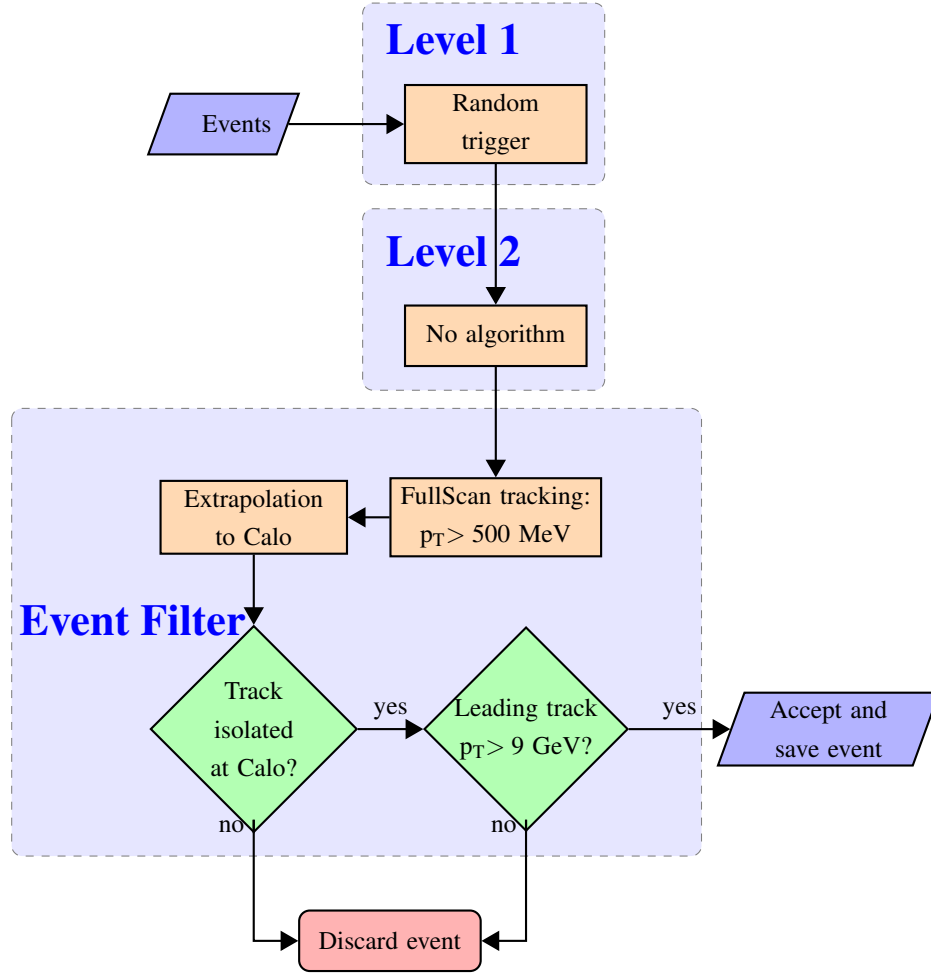 Level 1
Events
Random
trigger
Level 2
No algorithm
Extrapolation
to Calo
FullScan tracking:
pT> 500 MeV
Event Filter
Track
isolated
at Calo?
yes
Leading track
pT> 9 GeV?
yes
Accept and
save event
no
no
Discard event